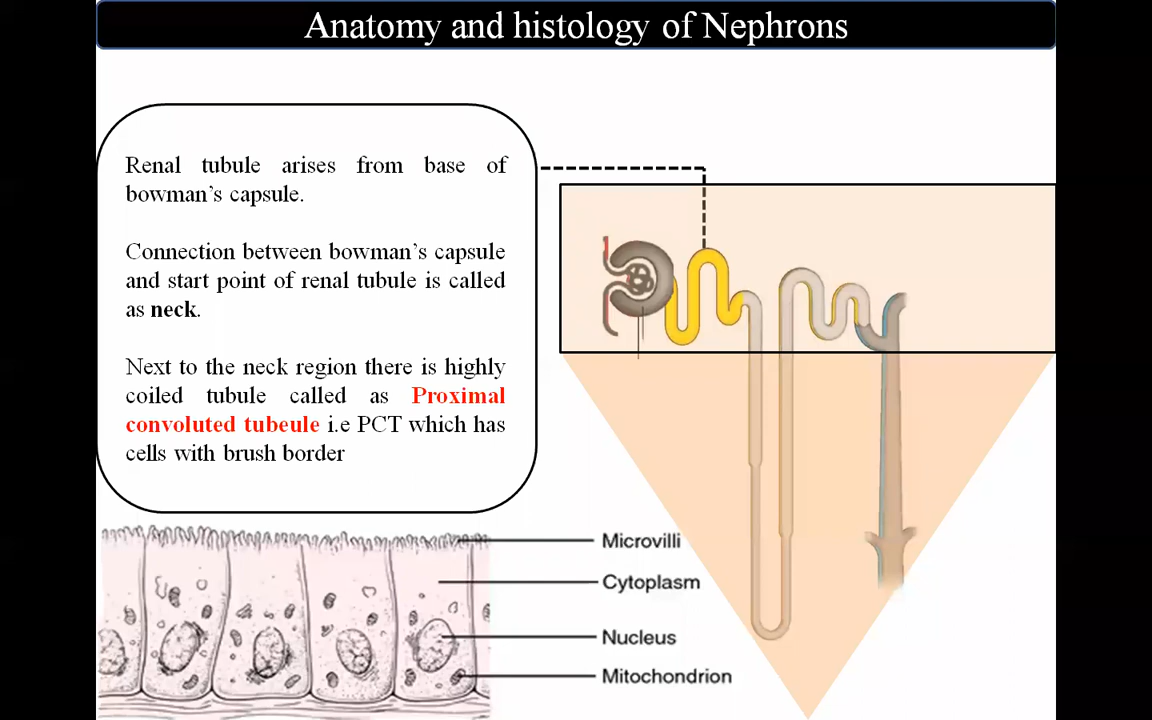 Anatomy and histology of Nephrons
Renal tubule arises from base of
bowman’s capsule.
Connection between bowman’s capsule
and start point of renal tubule is called
as neck.
Next to the neck region there is highly
coiled tubule called as Proximal
convoluted tubeule i.e PCT which has
cells with brush border
Microvilli
Cytoplasm
Nucleus
Mitochondrion